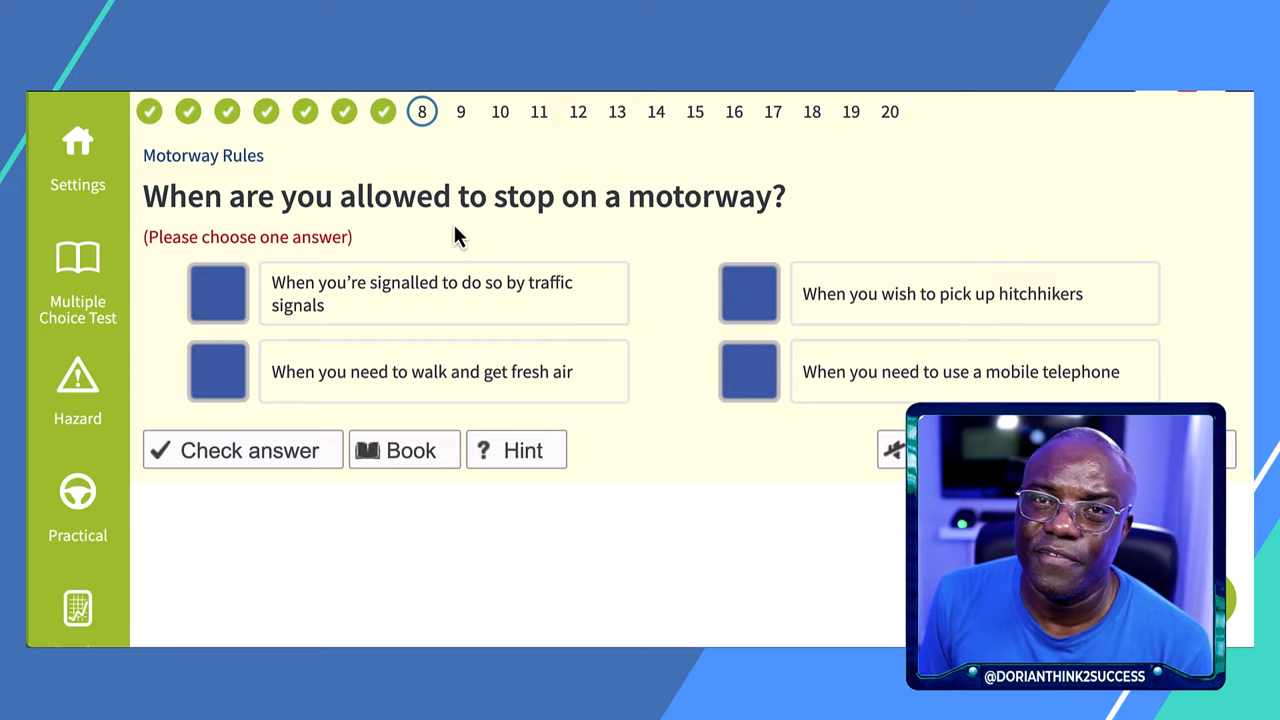 8 9 10 11 12 13 14 15 16 17 18 19 20
Motorway Rules
When are you allowed to stop on a motorway?
(Please choose one answer)
When you’re signalled to do so by traffic
signals
When you wish to pick up hitchhikers
When you need to walk and get fresh air
When you need to use a mobile telephone
Check answer
Book
? Hint
Settings
Multiple
Choice Test
Hazard
Practical
@DORIANTHINK2SUCCESS